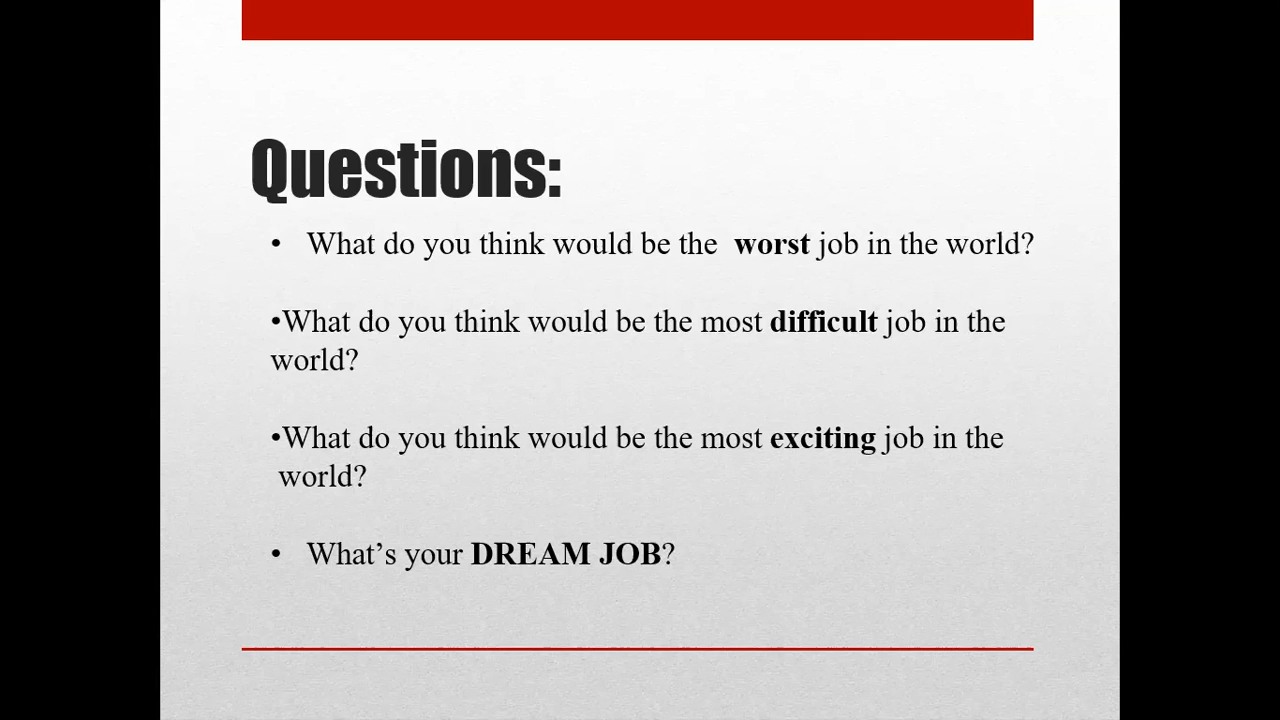 Questions:
• What do you think would be the  worst job in the world?
•What do you think would be the most difficult job in the
world?
•What do you think would be the most exciting job in the
world?
• What’s your DREAM JOB?